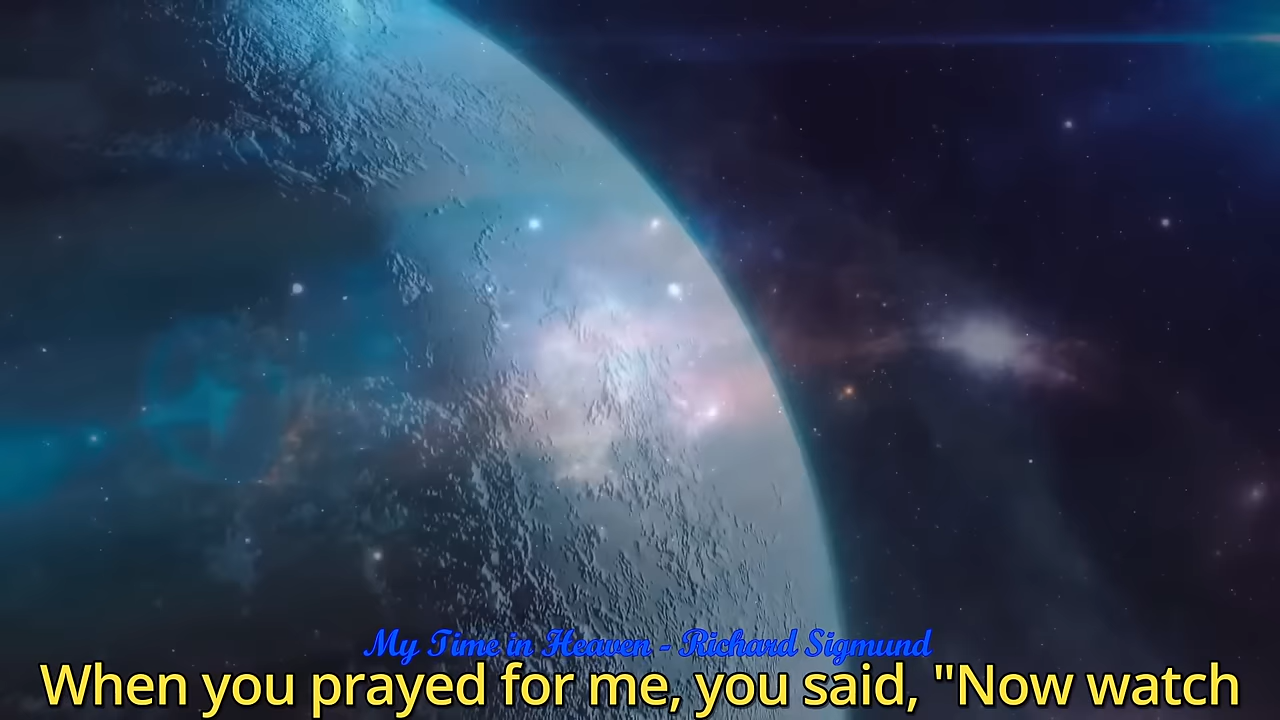 My Time in Heaven - Richard Sigmund
When you prayed for me, you said, "Now watch